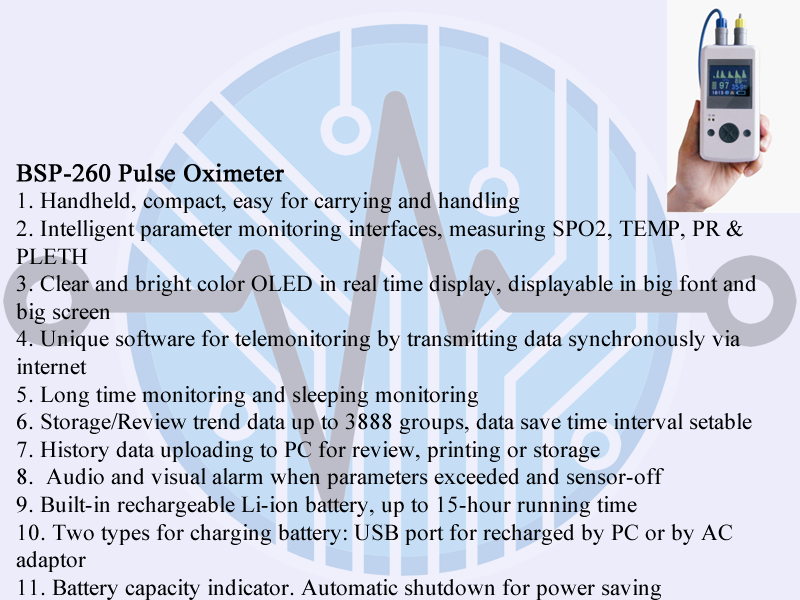 BSP-260 Pulse Oximeter
1. Handheld, compact, easy for carrying and handling
2. Intelligent parameter monitoring interfaces, measuring SPO2, TEMP, PR &
PLETH
3. Clear and bright color OLED in real time display, displayable in big font and
big screen
4. Unique software for telemonitoring by transmitting data synchronously via
internet
5. Long time monitoring and sleeping monitoring
6. Storage/Review trend data up to 3888 groups, data save time interval setable
7. History data uploading to PC for review, printing or storage
8.  Audio and visual alarm when parameters exceeded and sensor-off
9. Built-in rechargeable Li-ion battery, up to 15-hour running time
10. Two types for charging battery: USB port for recharged by PC or by AC
adaptor
11. Battery capacity indicator. Automatic shutdown for power saving
97